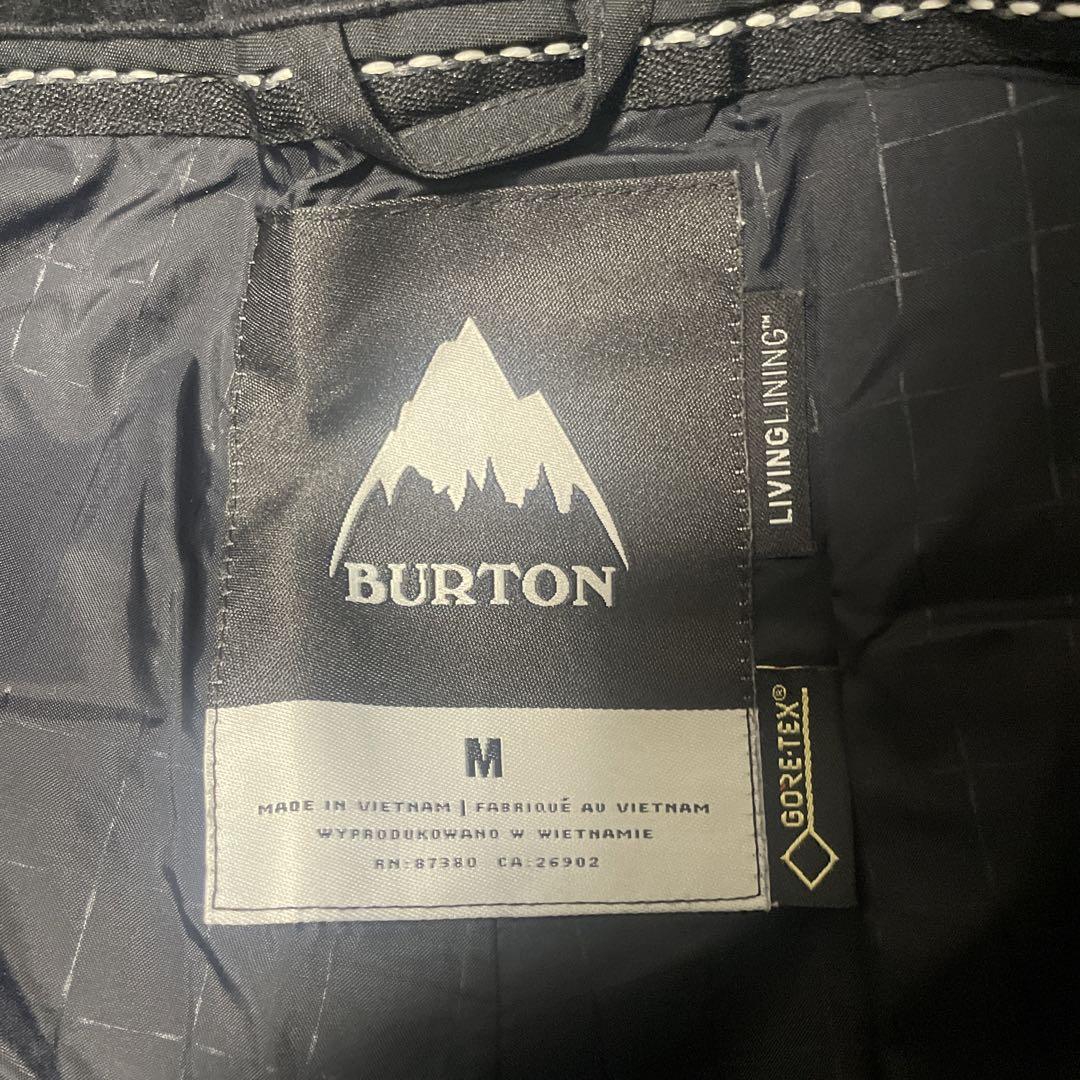 BURTON
M
MADE IN VIETNAM | FABRIQUÉ AU VIETNAM
WYPRODUKOWANO W WIETNAMIE
RN:87380 CA:26902
LIVINGLINING™
GORE-TEX®